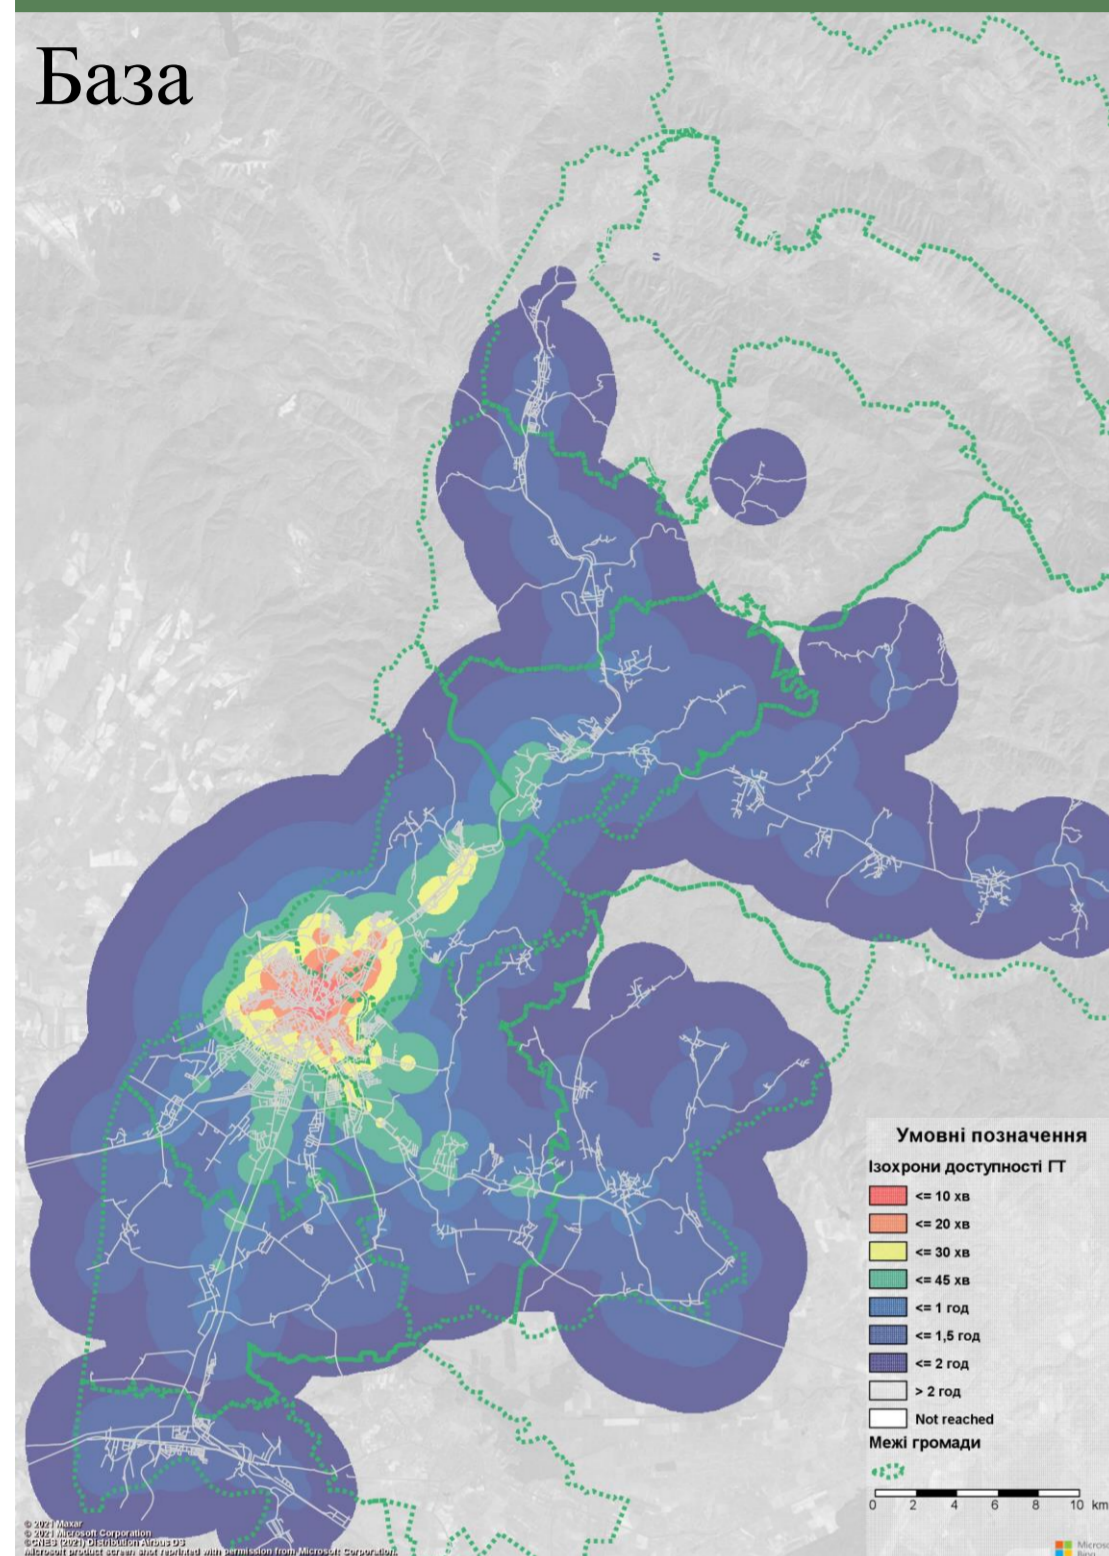 База
Умовні позначення
Ізохрони доступності ГТ
<= 10 хв
<= 20 хв
<= 30 хв
<= 45 хв
<= 1 год
<= 1,5 год
<= 2 год
> 2 год
Not reached
Межі громади
0 2 4 6 8 10 km
© 2021 Maxar
© 2021 Microsoft Corporation
© CNES (2021) Distribution Airbus DS
Microsoft product screen shot reprinted with permission from Microsoft Corporation.
Microsoft
Bing